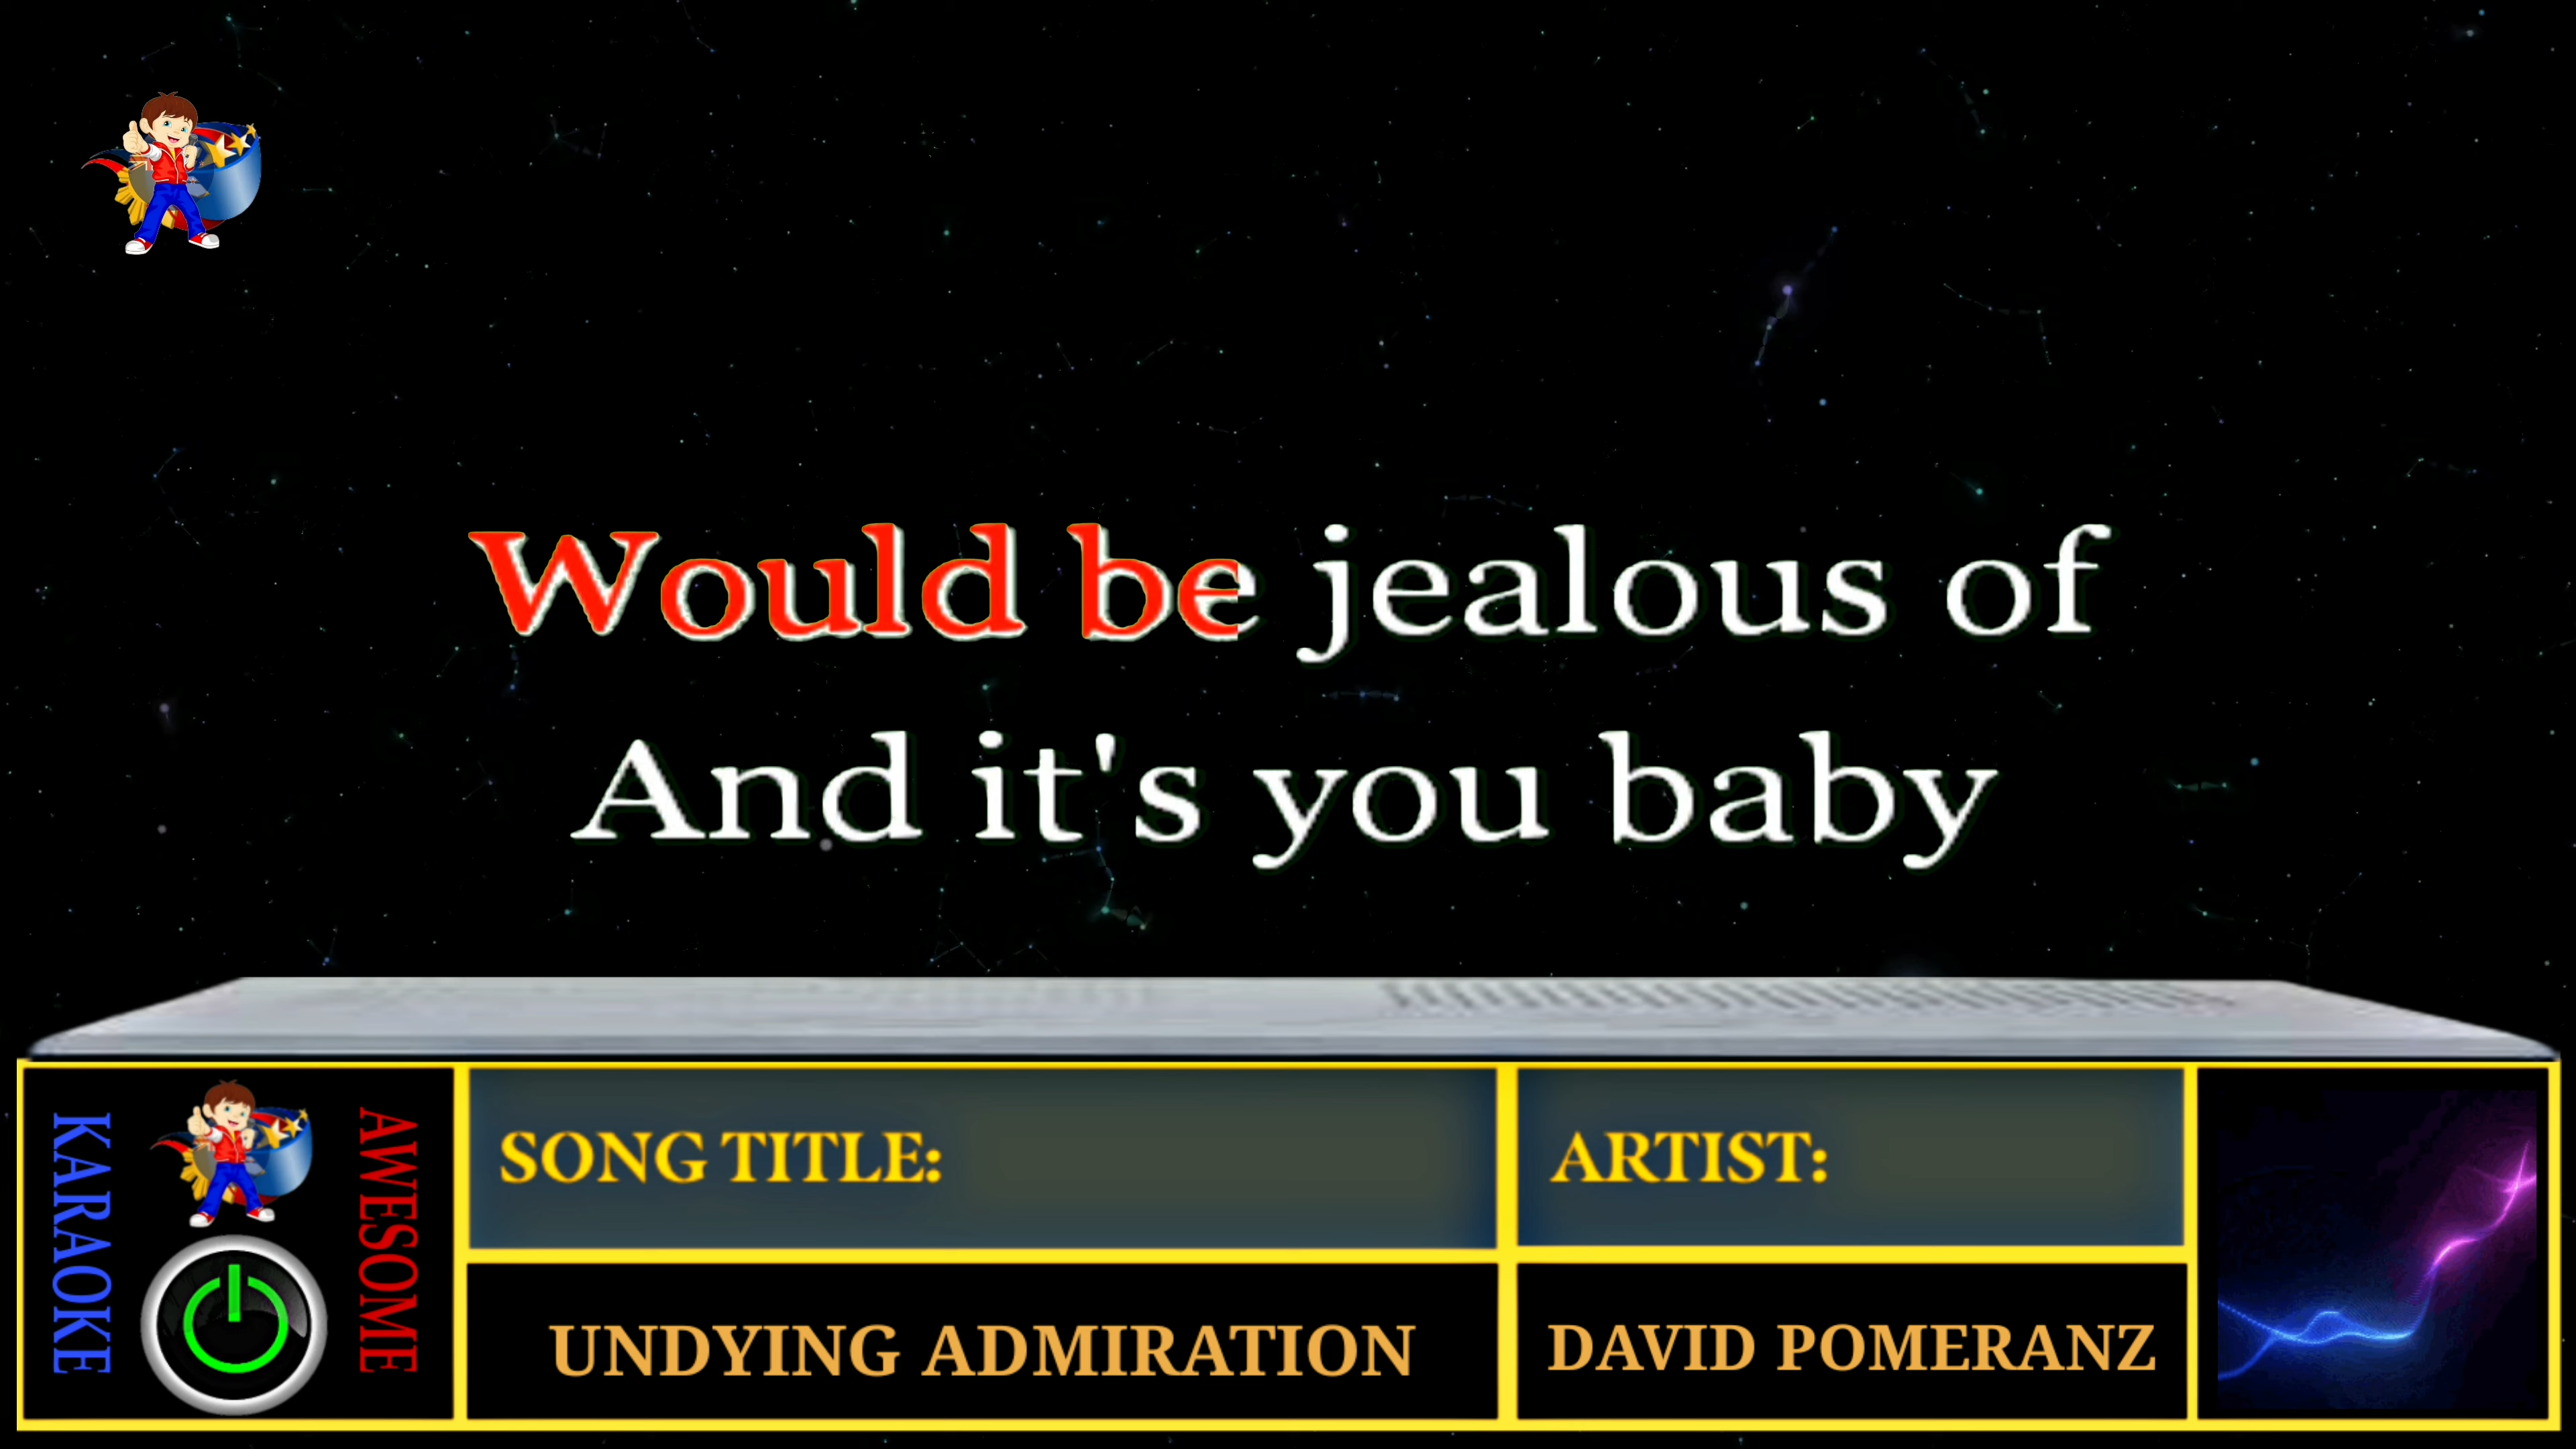 Would be jealous of
And it's you baby
KARAOKE
AWESOME
SONG TITLE:
UNDYING ADMIRATION
ARTIST:
DAVID POMERANZ